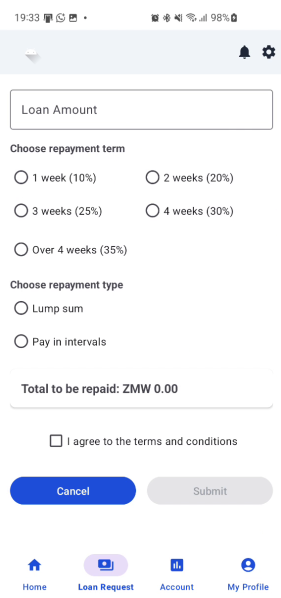 19:33
98%
Loan Amount
Choose repayment term
1 week (10%)
2 weeks (20%)
3 weeks (25%)
4 weeks (30%)
Over 4 weeks (35%)
Choose repayment type
Lump sum
Pay in intervals
Total to be repaid: ZMW 0.00
I agree to the terms and conditions
Cancel
Submit
Home
Loan Request
Account
My Profile